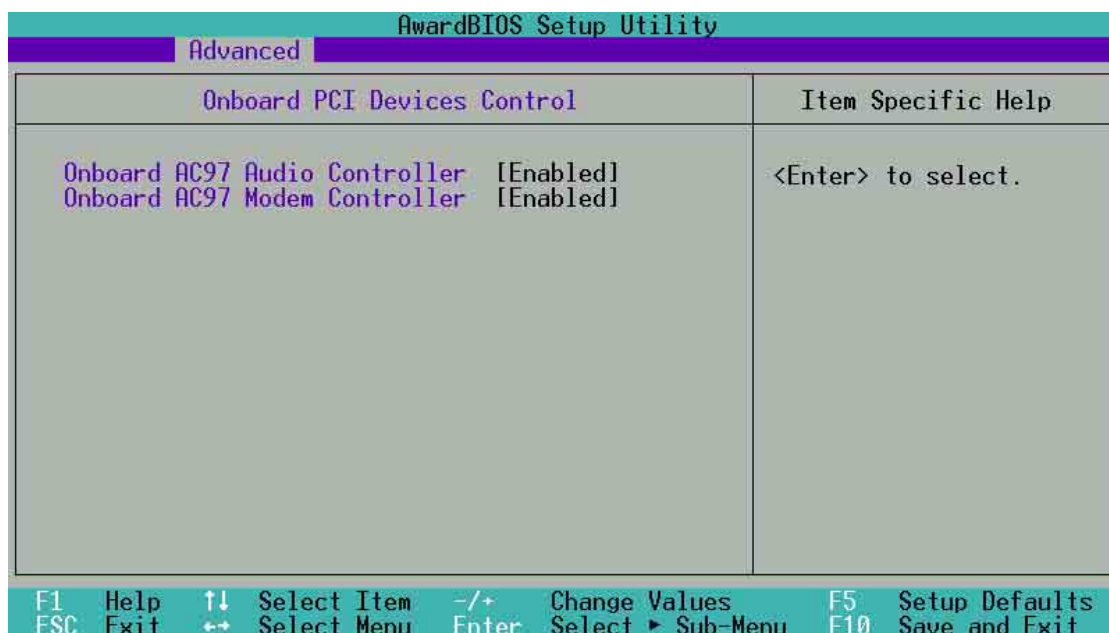 AwardBIOS Setup Utility
Advanced
Onboard PCI Devices Control
Item Specific Help
Onboard AC97 Audio Controller [Enabled]
Onboard AC97 Modem Controller [Enabled]
<Enter> to select.
F1 Help ↑↓ Select Item -/+ Change Values F5 Setup Defaults
ESC Exit ←→ Select Menu Enter Select ► Sub-Menu F10 Save and Exit